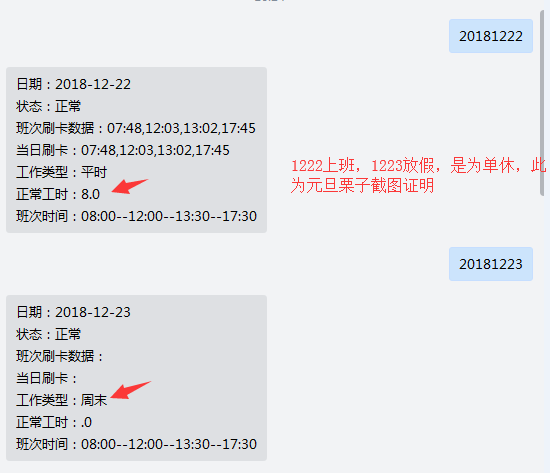 20181222
日期：2018-12-22
状态：正常
班次刷卡数据：07:48,12:03,13:02,17:45
当日刷卡：07:48,12:03,13:02,17:45
工作类型：平时
正常工时：8.0
班次时间：08:00--12:00--13:30--17:30
1222上班，1223放假，是为单休，此
为元旦栗子截图证明
20181223
日期：2018-12-23
状态：正常
班次刷卡数据：
当日刷卡：
工作类型：周末
正常工时：.0
班次时间：08:00--12:00--13:30--17:30